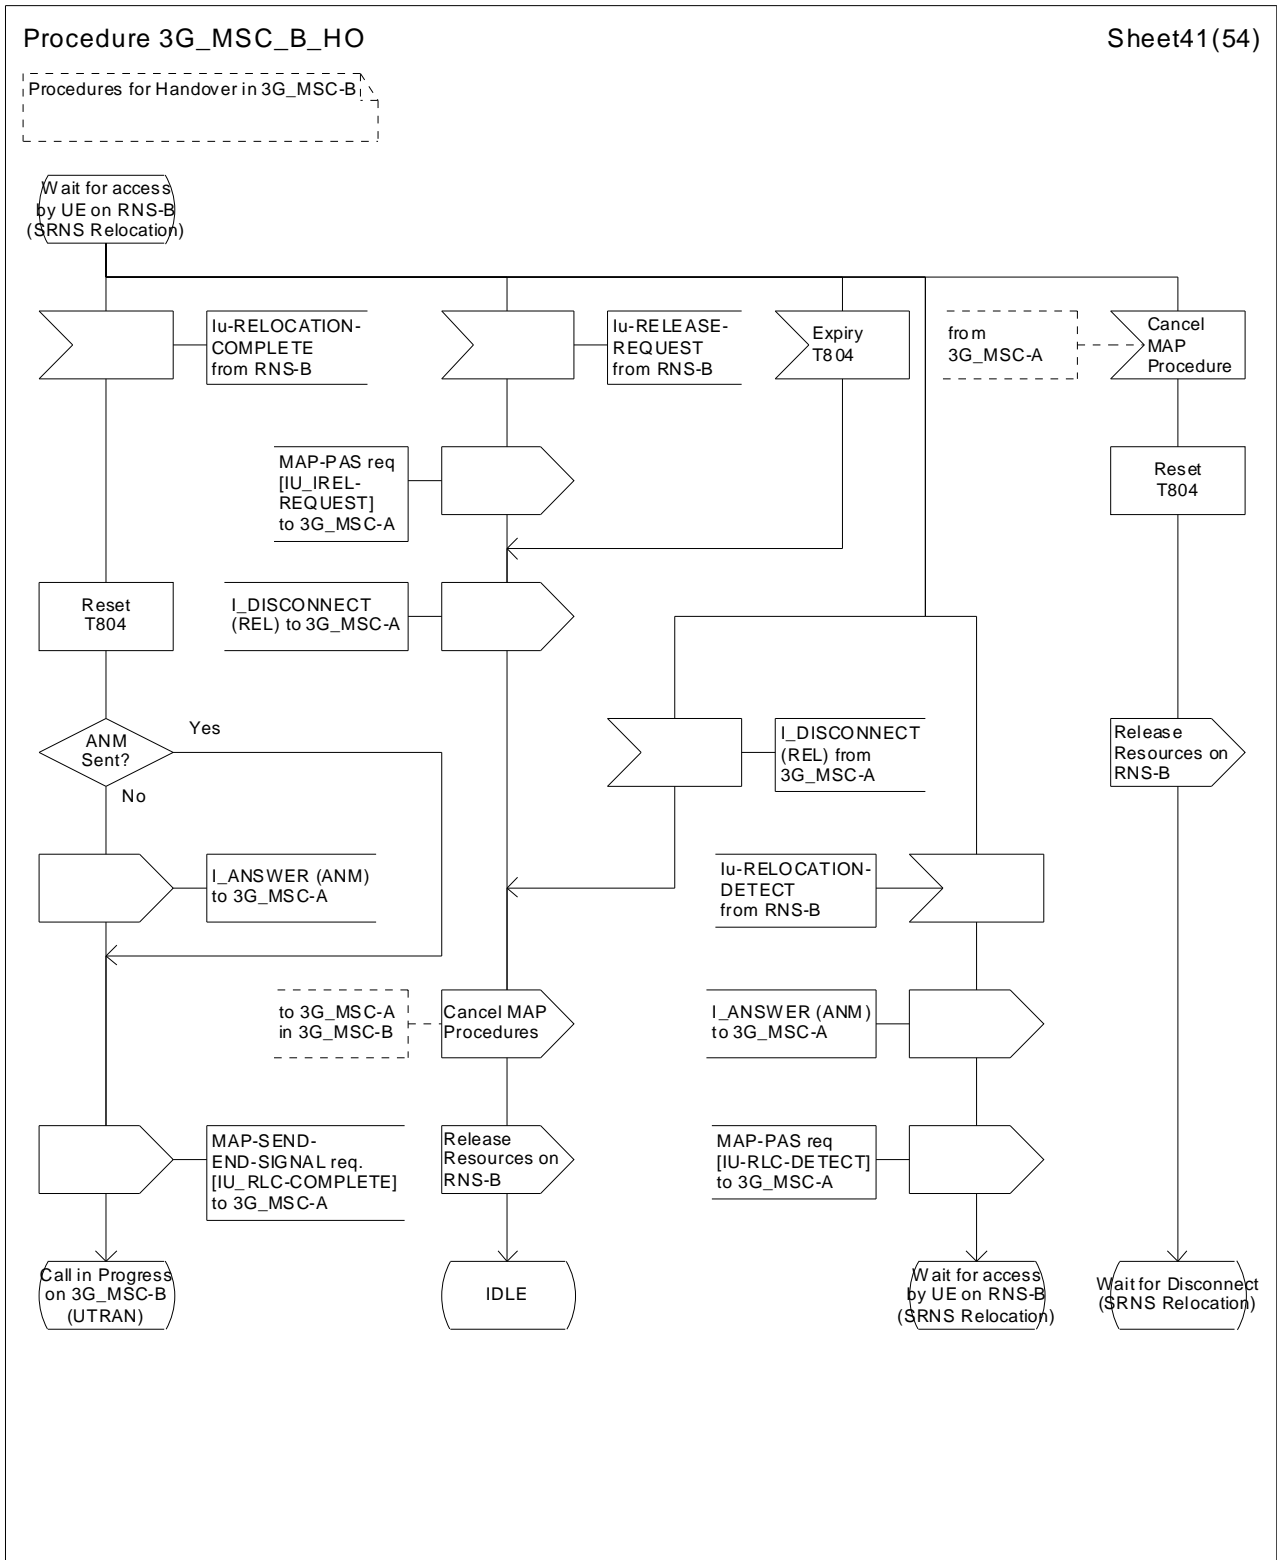 Procedure 3G_MSC_B_HO
Sheet41(54)
Procedures for Handover in 3G_MSC-B
Wait for access
by UE on RNS-B
(SRNS Relocation)
Iu-RELOCATION-
COMPLETE
from RNS-B
Iu-RELEASE-
REQUEST
from RNS-B
Expiry
T804
from
3G_MSC-A
Cancel
MAP
Procedure
MAP-PAS req
[IU_IREL-
REQUEST]
to 3G_MSC-A
Reset
T804
Reset
T804
I_DISCONNECT
(REL) to 3G_MSC-A
ANM
Sent?
Yes
No
I_DISCONNECT
(REL) from
3G_MSC-A
Release
Resources on
RNS-B
I_ANSWER (ANM)
to 3G_MSC-A
Iu-RELOCATION-
DETECT
from RNS-B
to 3G_MSC-A
in 3G_MSC-B
Cancel MAP
Procedures
I_ANSWER (ANM)
to 3G_MSC-A
MAP-SEND-
END-SIGNAL req.
[IU_RLC-COMPLETE]
to 3G_MSC-A
Release
Resources on
RNS-B
MAP-PAS req
[IU-RLC-DETECT]
to 3G_MSC-A
Call in Progress
on 3G_MSC-B
(UTRAN)
IDLE
Wait for access
by UE on RNS-B
(SRNS Relocation)
Wait for Disconnect
(SRNS Relocation)